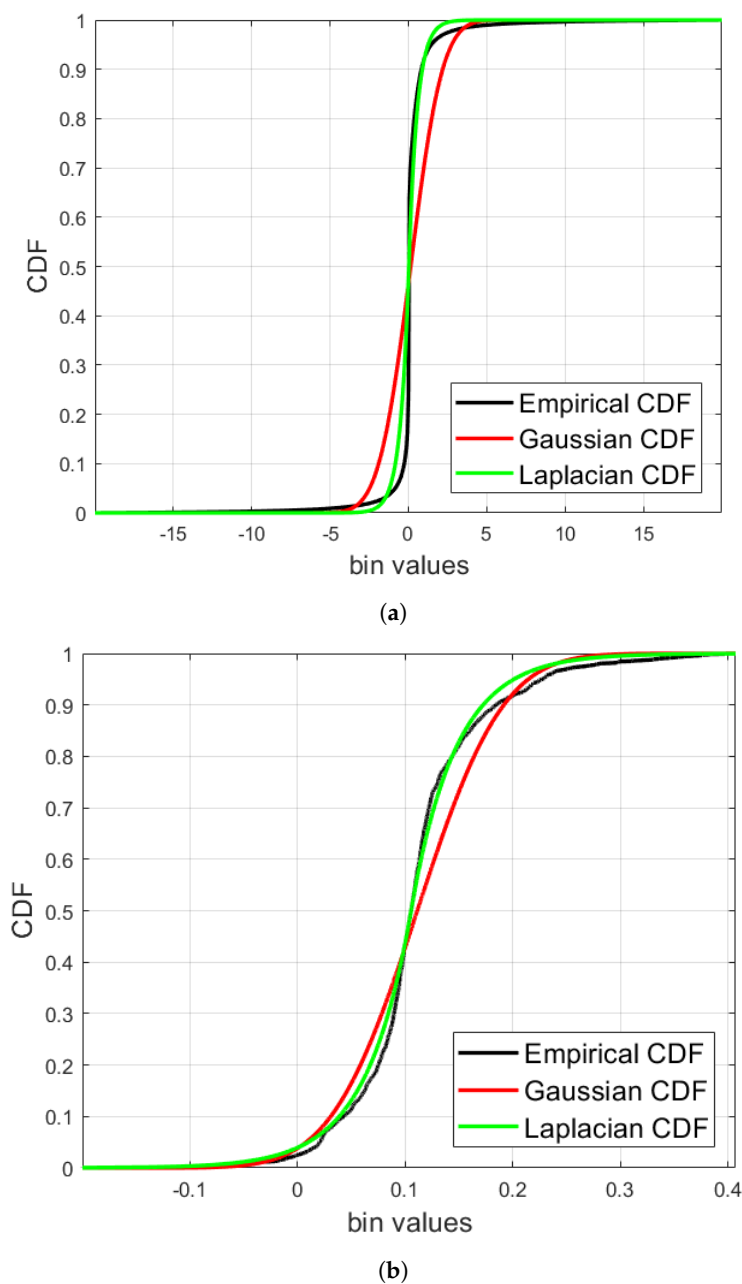 1
0.9
0.8
0.7
0.6
0.5
0.4
0.3
0.2
0.1
0
CDF
Empirical CDF
Gaussian CDF
Laplacian CDF
-15 -10 -5 0 5 10 15
bin values
(a)
1
0.9
0.8
0.7
0.6
0.5
0.4
0.3
0.2
0.1
0
CDF
Empirical CDF
Gaussian CDF
Laplacian CDF
-0.1 0 0.1 0.2 0.3 0.4
bin values
(b)